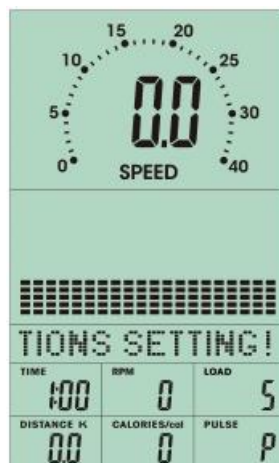 15 20
10 25
5 0.0 30
0 SPEED 40
TIONS SETTING!
TIME RPM LOAD
1:00 0 5
DISTANCE K CALORIES/cal PULSE
0.0 0 P